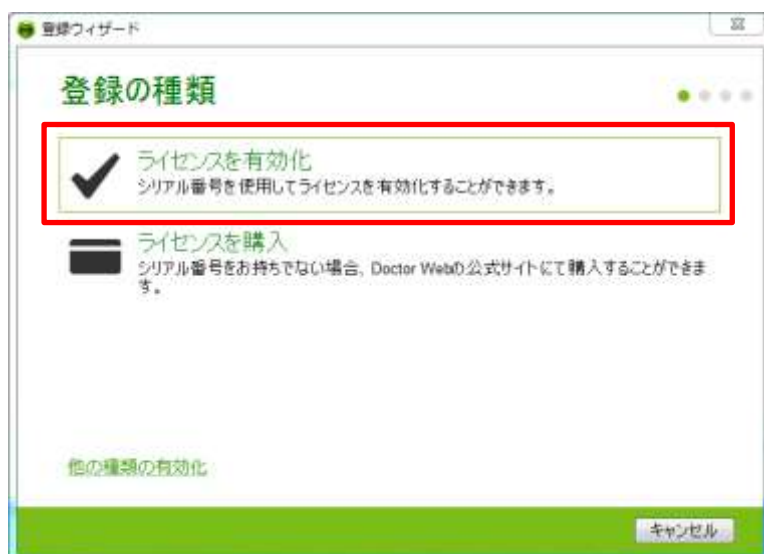 登録ウィザード
登録の種類
ライセンスを有効化
シリアル番号を使用してライセンスを有効化することができます。
ライセンスを購入
シリアル番号をお持ちでない場合、Doctor Webの公式サイトにて購入することができま
す。
他の種類の有効化
キャンセル